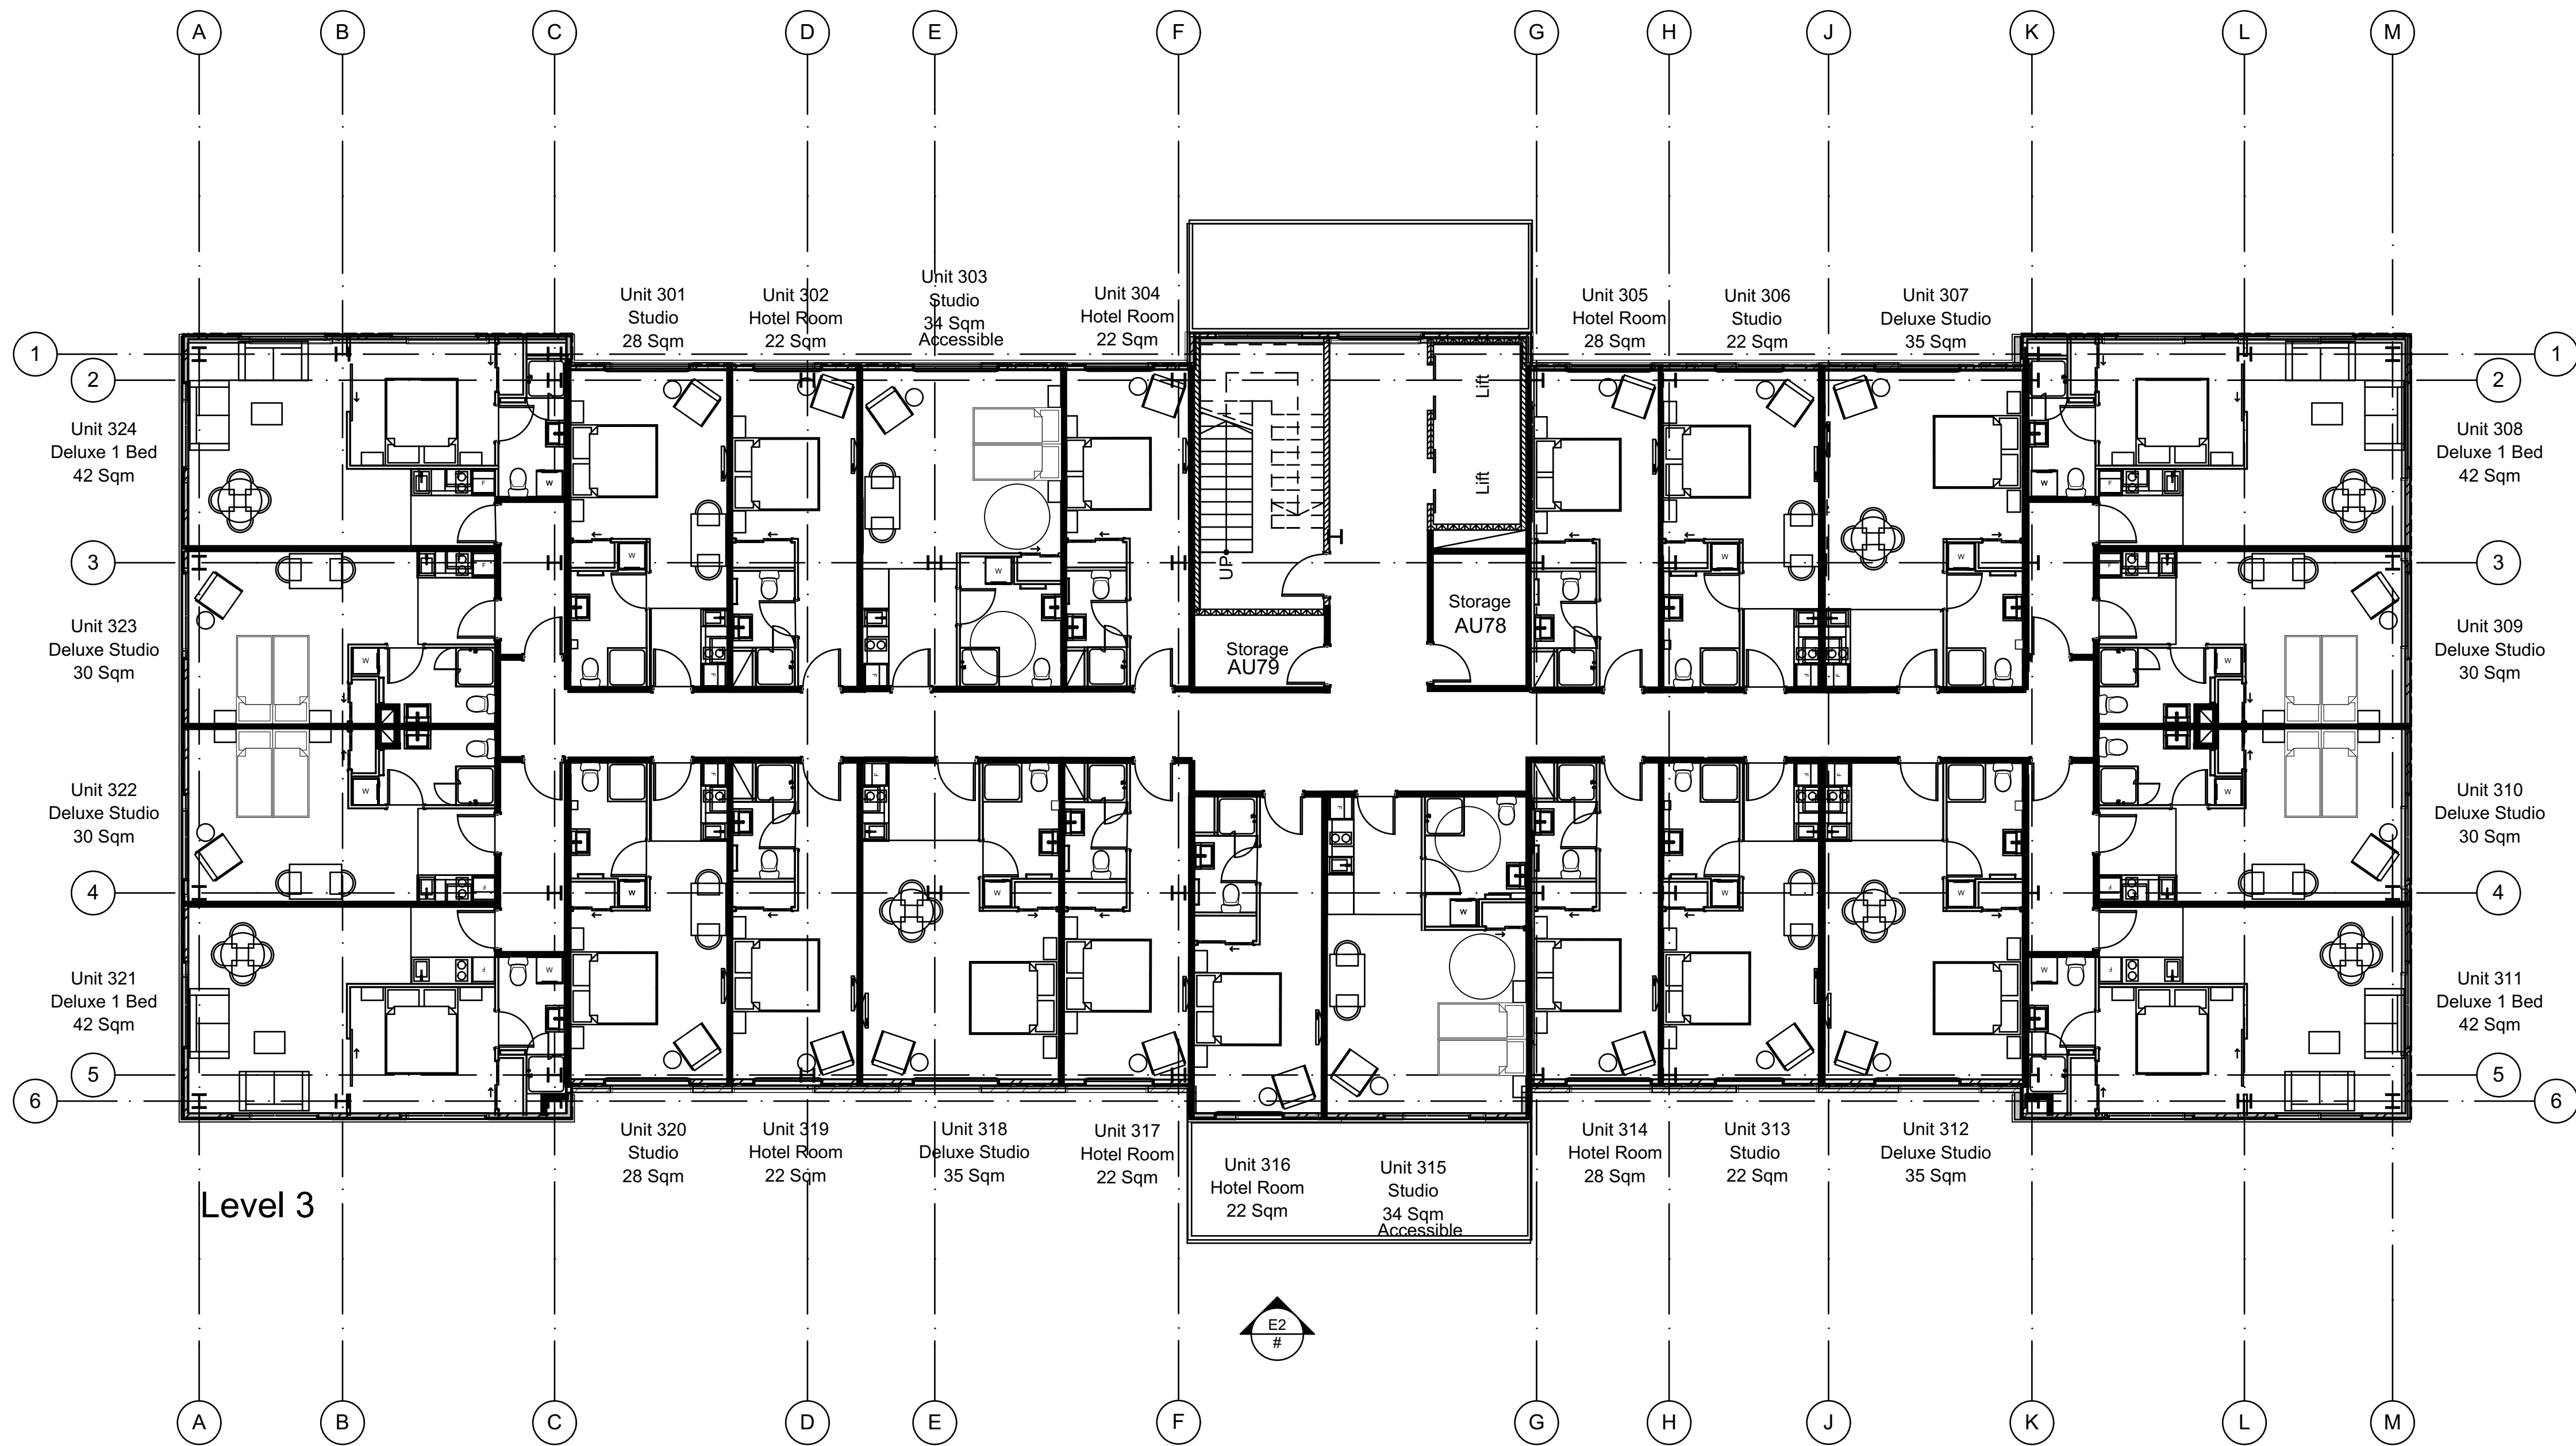 A B C D E F G H J K L M
Unit 303
Studio
34 Sqm
Accessible
Unit 301
Studio
28 Sqm
Unit 302
Hotel Room
22 Sqm
Unit 304
Hotel Room
22 Sqm
Unit 305
Hotel Room
28 Sqm
Unit 306
Studio
22 Sqm
Unit 307
Deluxe Studio
35 Sqm
1 1
2 2
Unit 324
Deluxe 1 Bed
42 Sqm
Lift
Lift
UP
Unit 308
Deluxe 1 Bed
42 Sqm
W
F
F
W
3 3
F
W
W
W
W
W
F
Storage
AU78
Storage
AU79
Unit 323
Deluxe Studio
30 Sqm
W
F
F
F
F
W
Unit 309
Deluxe Studio
30 Sqm
Unit 322
Deluxe Studio
30 Sqm
W
F
F
F
F
F
W
Unit 310
Deluxe Studio
30 Sqm
4 4
F
W
W
W
W
W
F
Unit 321
Deluxe 1 Bed
42 Sqm
F
W
W
F
Unit 311
Deluxe 1 Bed
42 Sqm
5 5
6 6
Unit 320
Studio
28 Sqm
Unit 319
Hotel Room
22 Sqm
Unit 318
Deluxe Studio
35 Sqm
Unit 317
Hotel Room
22 Sqm
Unit 316
Hotel Room
22 Sqm
Unit 315
Studio
34 Sqm
Accessible
Unit 314
Hotel Room
28 Sqm
Unit 313
Studio
22 Sqm
Unit 312
Deluxe Studio
35 Sqm
Level 3
E2
#
A B C D E F G H J K L M